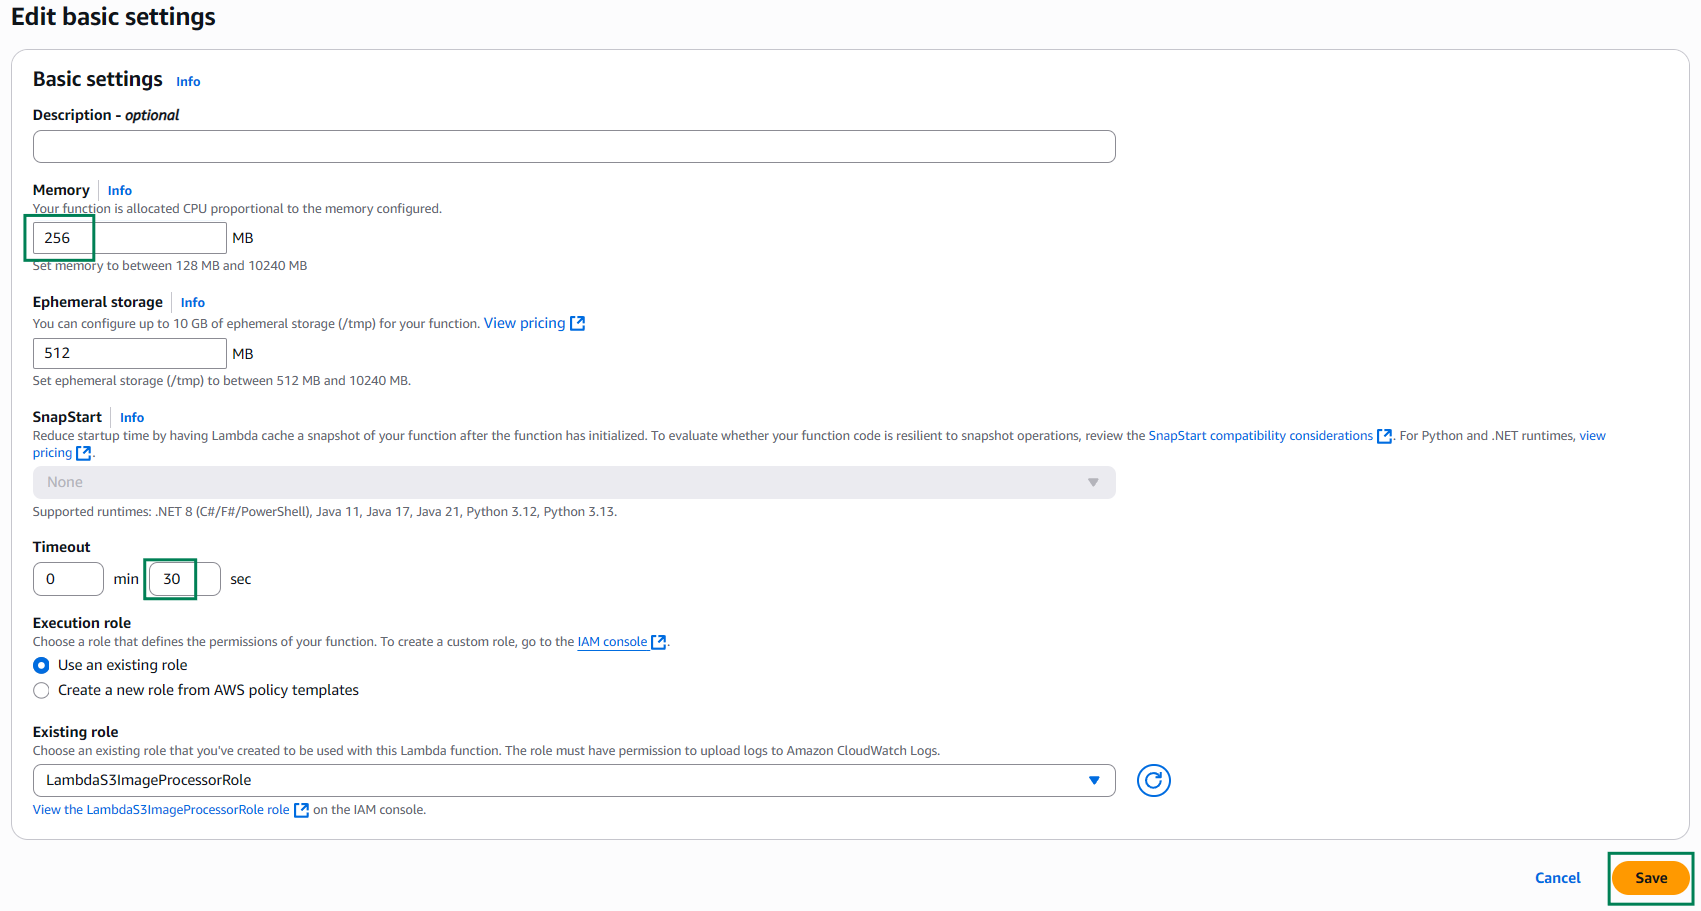 Edit basic settings
Basic settings Info
Description - optional
Memory Info
Your function is allocated CPU proportional to the memory configured.
256 MB
Set memory to between 128 MB and 10240 MB
Ephemeral storage Info
You can configure up to 10 GB of ephemeral storage (/tmp) for your function. View pricing
512 MB
Set ephemeral storage (/tmp) to between 512 MB and 10240 MB.
SnapStart Info
Reduce startup time by having Lambda cache a snapshot of your function after the function has initialized. To evaluate whether your function code is resilient to snapshot operations, review the SnapStart compatibility considerations. For Python and .NET runtimes, view
pricing.
None
Supported runtimes: .NET 8 (C#/F#/PowerShell), Java 11, Java 17, Java 21, Python 3.12, Python 3.13.
Timeout
0 min 30 sec
Execution role
Choose a role that defines the permissions of your function. To create a custom role, go to the IAM console.
Use an existing role
Create a new role from AWS policy templates
Existing role
Choose an existing role that you've created to be used with this Lambda function. The role must have permission to upload logs to Amazon CloudWatch Logs.
LambdaS3ImageProcessorRole
View the LambdaS3ImageProcessorRole role on the IAM console.
Cancel Save